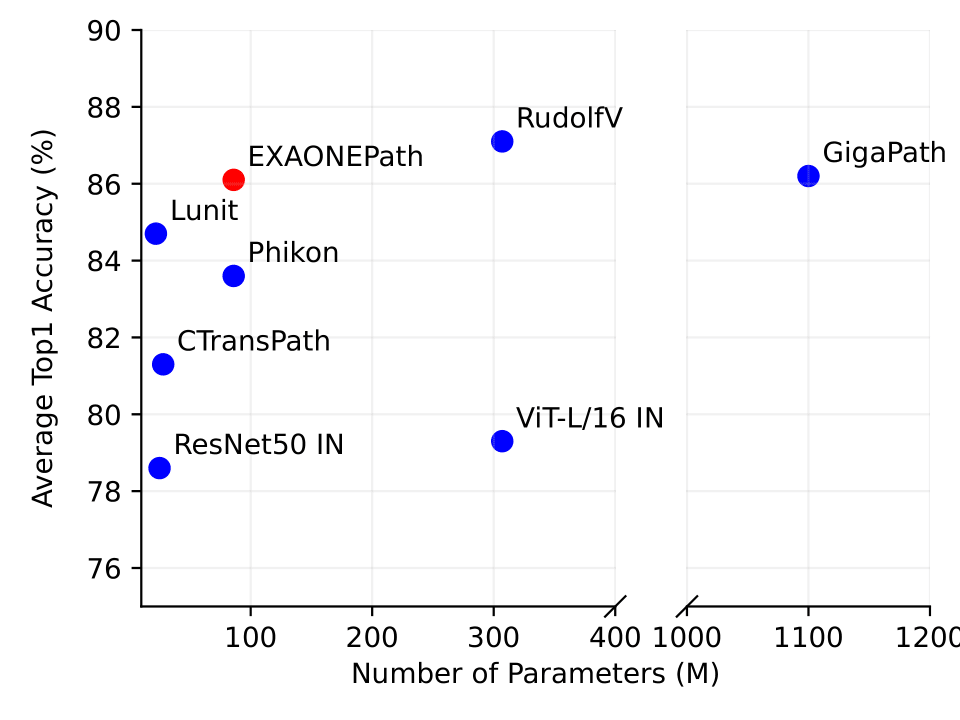 90
88
86
84
82
80
78
76
Average Top1 Accuracy (%)
RudolfV
EXAONEPath
GigaPath
Lunit
Phikon
CTransPath
ViT-L/16 IN
ResNet50 IN
100 200 300 400 1000 1100 1200
Number of Parameters (M)